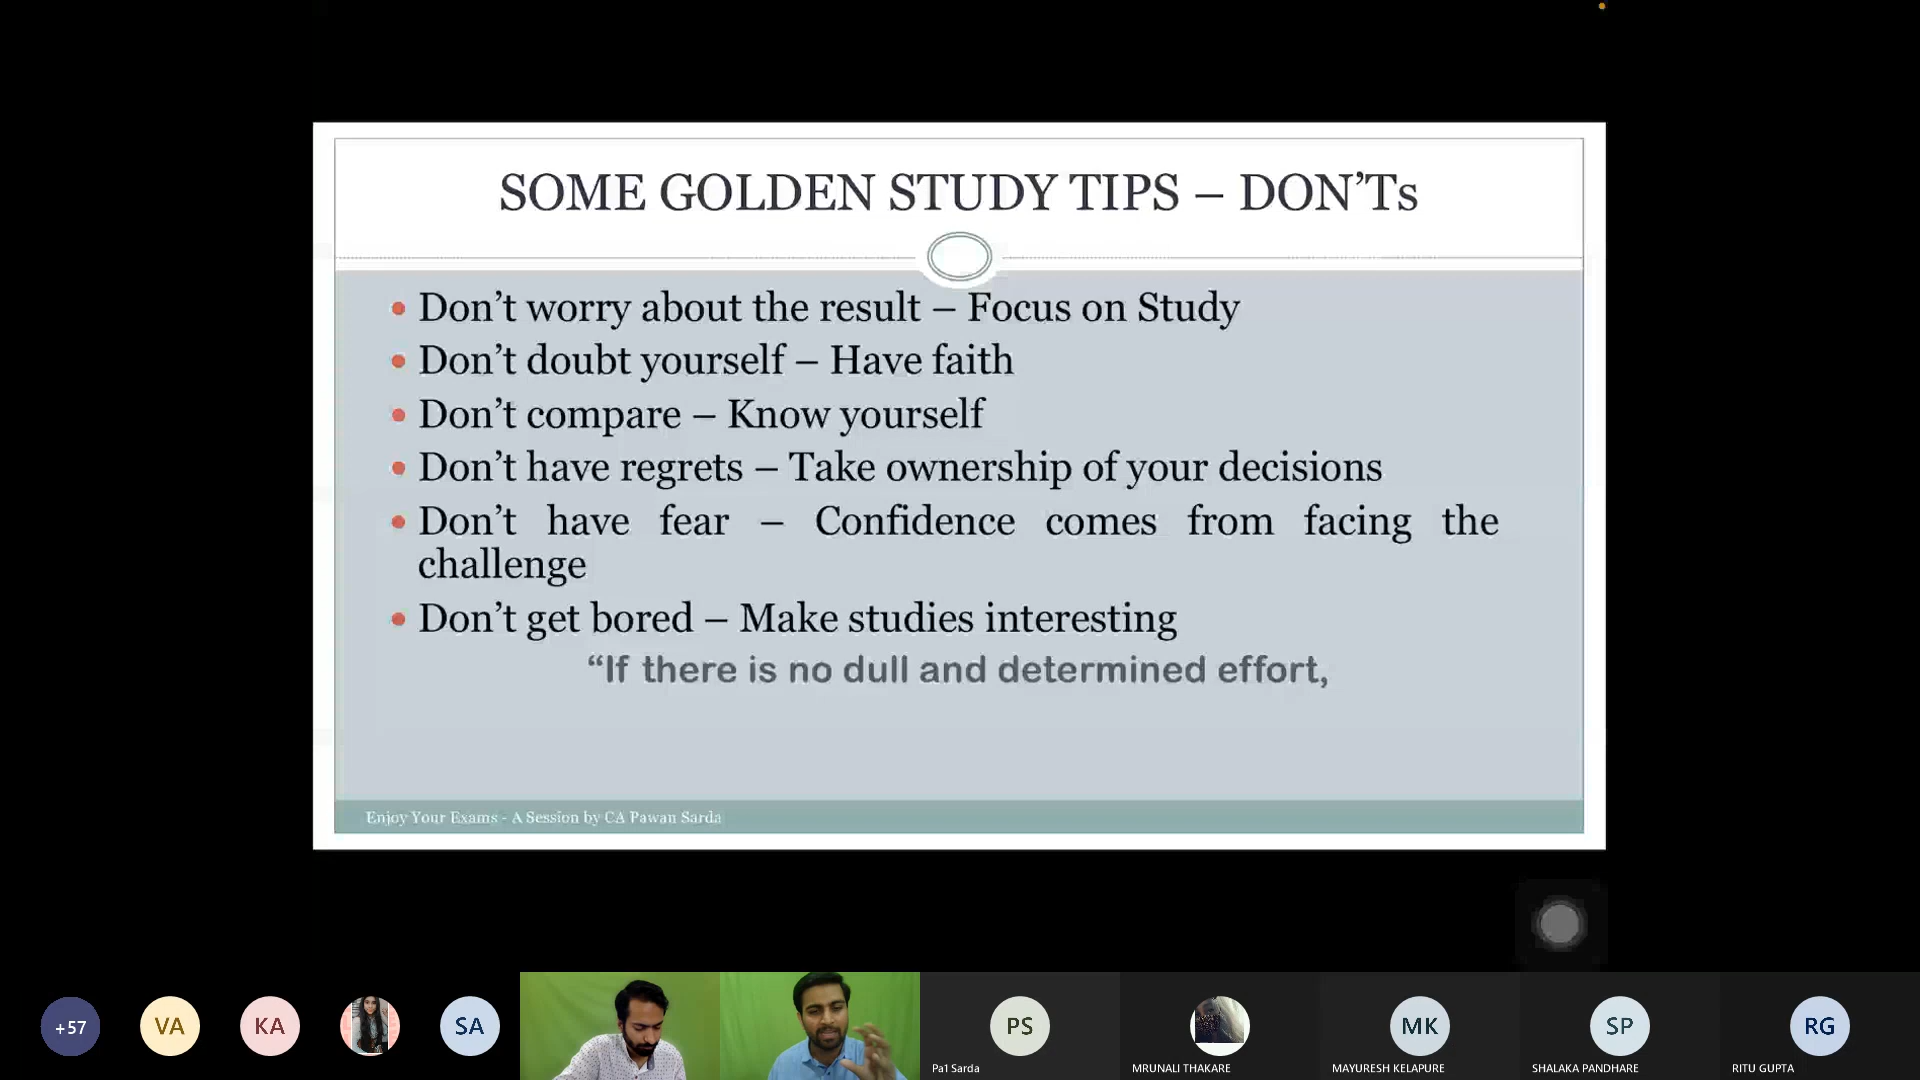 SOME GOLDEN STUDY TIPS – DON’Ts
Don’t worry about the result – Focus on Study
Don’t doubt yourself – Have faith
Don’t compare – Know yourself
Don’t have regrets – Take ownership of your decisions
Don’t have fear – Confidence comes from facing the
challenge
Don’t get bored – Make studies interesting
“If there is no dull and determined effort,
Enjoy Your Exams - A Session by CA Pawan Sarda
+57
VA
KA
SA
PS
MK
SP
RG
Pa1 Sarda
MRUNALI THAKARE
MAYURESH KELAPURE
SHALAKA PANDHARE
RITU GUPTA